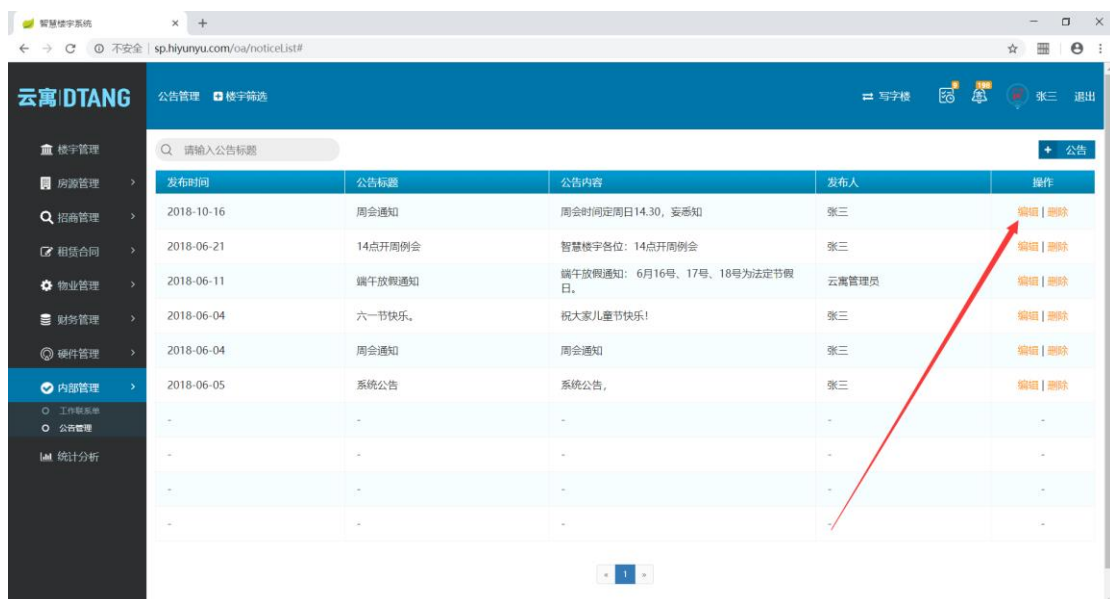 智慧楼宇系统
不安全 | sp.hiyunyu.com/oa/noticeList#
云寓|DTANG
公告管理 楼宇筛选
写字楼 9 198 张三 退出
楼宇管理
房源管理
招商管理
租赁合同
物业管理
财务管理
硬件管理
内部管理
工作联系单
公告管理
统计分析
请输入公告标题
+ 公告
发布时间 公告标题 公告内容 发布人 操作
2018-10-16 周会通知 周会时间定周日14.30，妄悉知 张三 编辑 | 删除
2018-06-21 14点开周例会 智慧楼宇各位：14点开周例会 张三 编辑 | 删除
2018-06-11 端午放假通知 端午放假通知： 6月16号、17号、18号为法定节假日。 云寓管理员 编辑 | 删除
2018-06-04 六一节快乐。 祝大家儿童节快乐! 张三 编辑 | 删除
2018-06-04 周会通知 周会通知 张三 编辑 | 删除
2018-06-05 系统公告 系统公告， 张三 编辑 | 删除
- - - - -
- - - - -
- - - - -
- - - - -
« 1 »